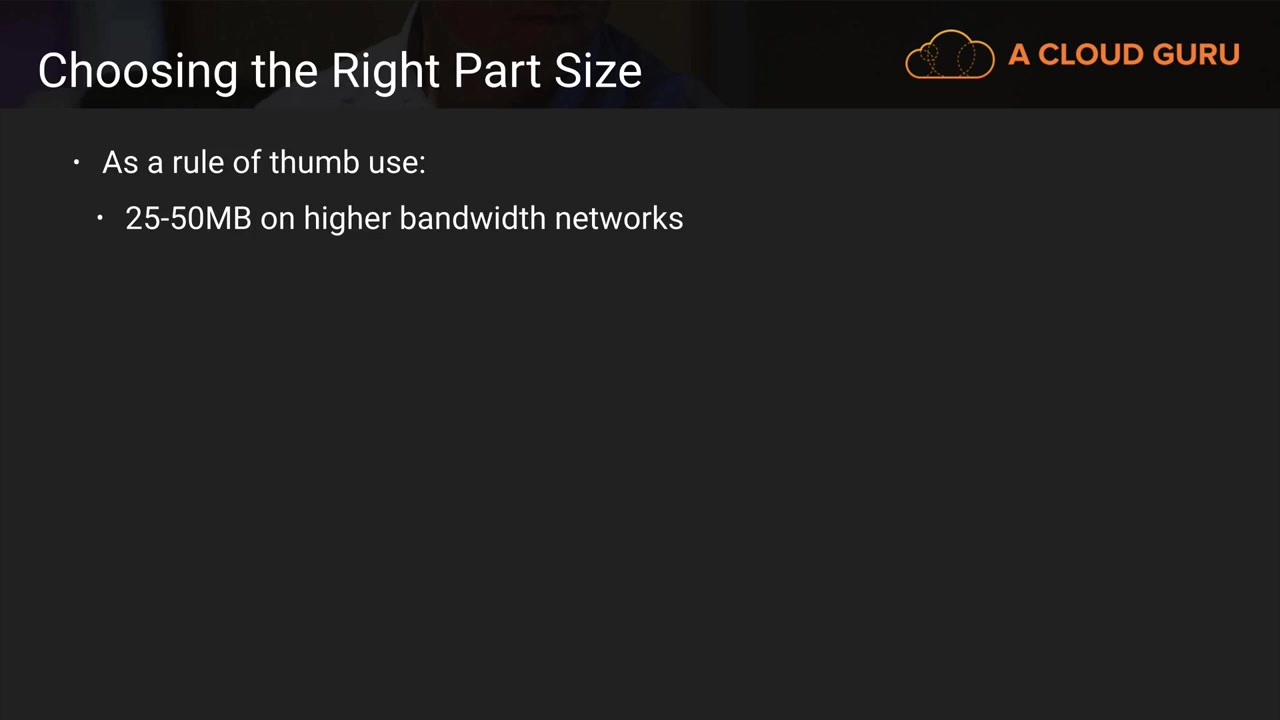 Choosing the Right Part Size
A CLOUD GURU
· As a rule of thumb use:
· 25-50MB on higher bandwidth networks